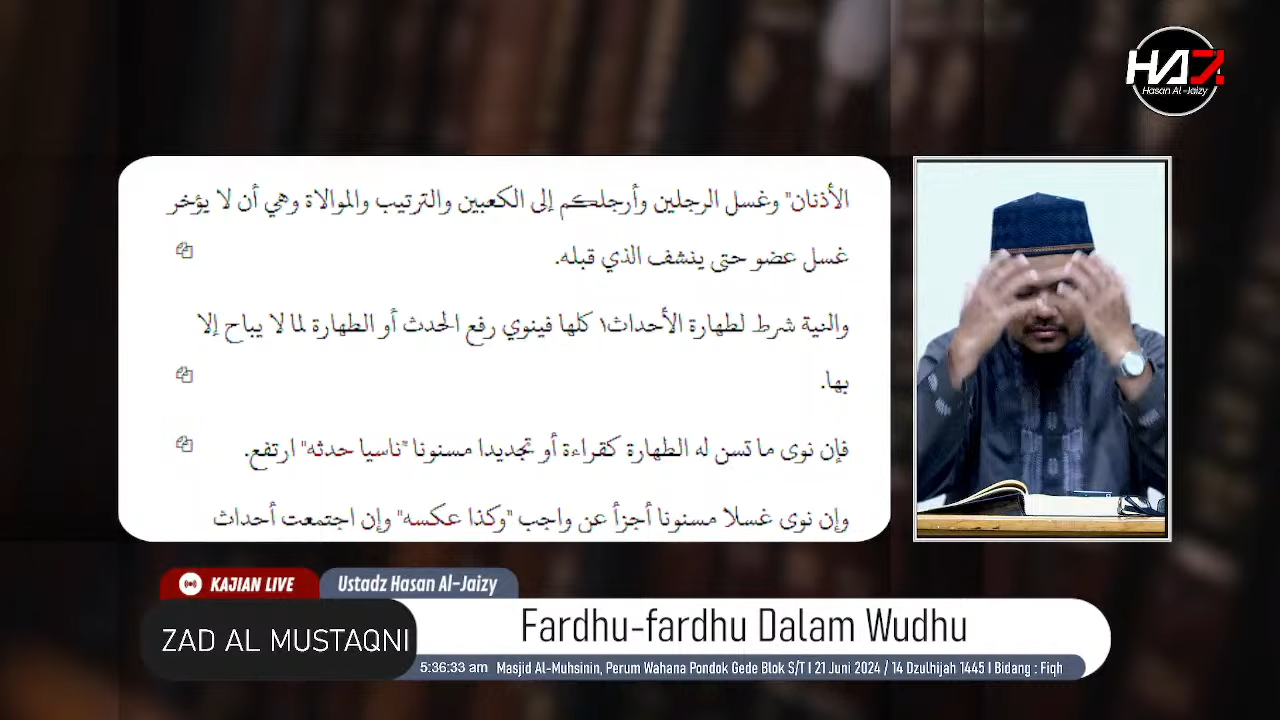 HAJ
Hasan Al-Jaizy
الأذنان" وغسل الرجلين وأرجلكم إلى الكعبين والترتيب والموالاة وهي أن لا يؤخر
غسل عضو حتى ينشف الذي قبله.
والنية شرط لطهارة الأحداث١ كلها فينوي رفع الحدث أو الطهارة لما لا يباح إلا
بها.
فإن نوى ما تسن له الطهارة كقراءة أو تجديدا مسنونا "ناسيا حدثه" ارتفع.
وإن نوى غسلا مسنونا أجزأ عن واجب "وكذا عكسه" وإن اجتمعت أحداث
KAJIAN LIVE
Ustadz Hasan Al-Jaizy
ZAD AL MUSTAQNI
Fardhu-fardhu Dalam Wudhu
5:36:33 am Masjid Al-Muhsinin, Perum Wahana Pondok Gede Blok S/T I 21 Juni 2024 / 14 Dzulhijah 1445 I Bidang : Fiqh